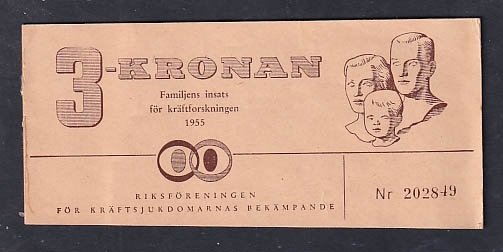 3-KRONAN
Familjens insats
för kräftforskningen
1955
RIKSFÖRENINGEN
FÖR KRÄFTSJUKDOMARNAS BEKÄMPANDE
Nr 202849